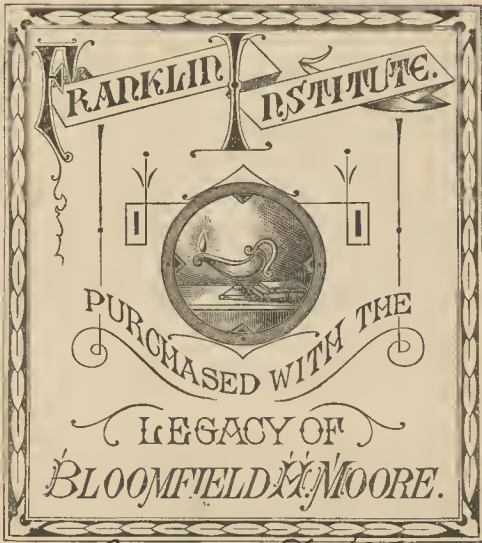 FRANKLIN INSTITUTE.
PURCHASED WITH THE
LEGACY OF
BLOOMFIELD H. MOORE.